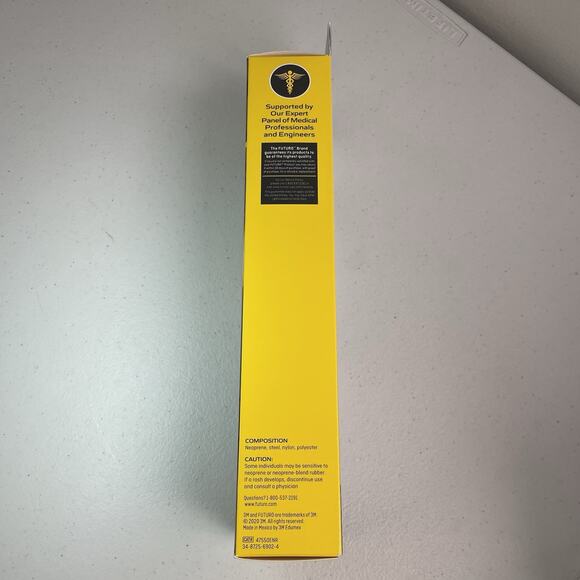 LIFETIME
Supported by
Our Expert
Panel of Medical
Professionals
and Engineers
The FUTURO™ Brand
guarantees its products to
be of the highest quality.
COMPOSITION
Neoprene, steel, nylon, polyester
CAUTION:
Some individuals may be sensitive to
neoprene or neoprene-blend rubber.
If a rash develops, discontinue use
and consult a physician
Questions? 1-800-537-2191
www.futuro.com
3M and FUTURO are trademarks of 3M.
© 2020 3M. All rights reserved.
Made in Mexico by 3M Edumex
47550ENR
34-8725-6902-4